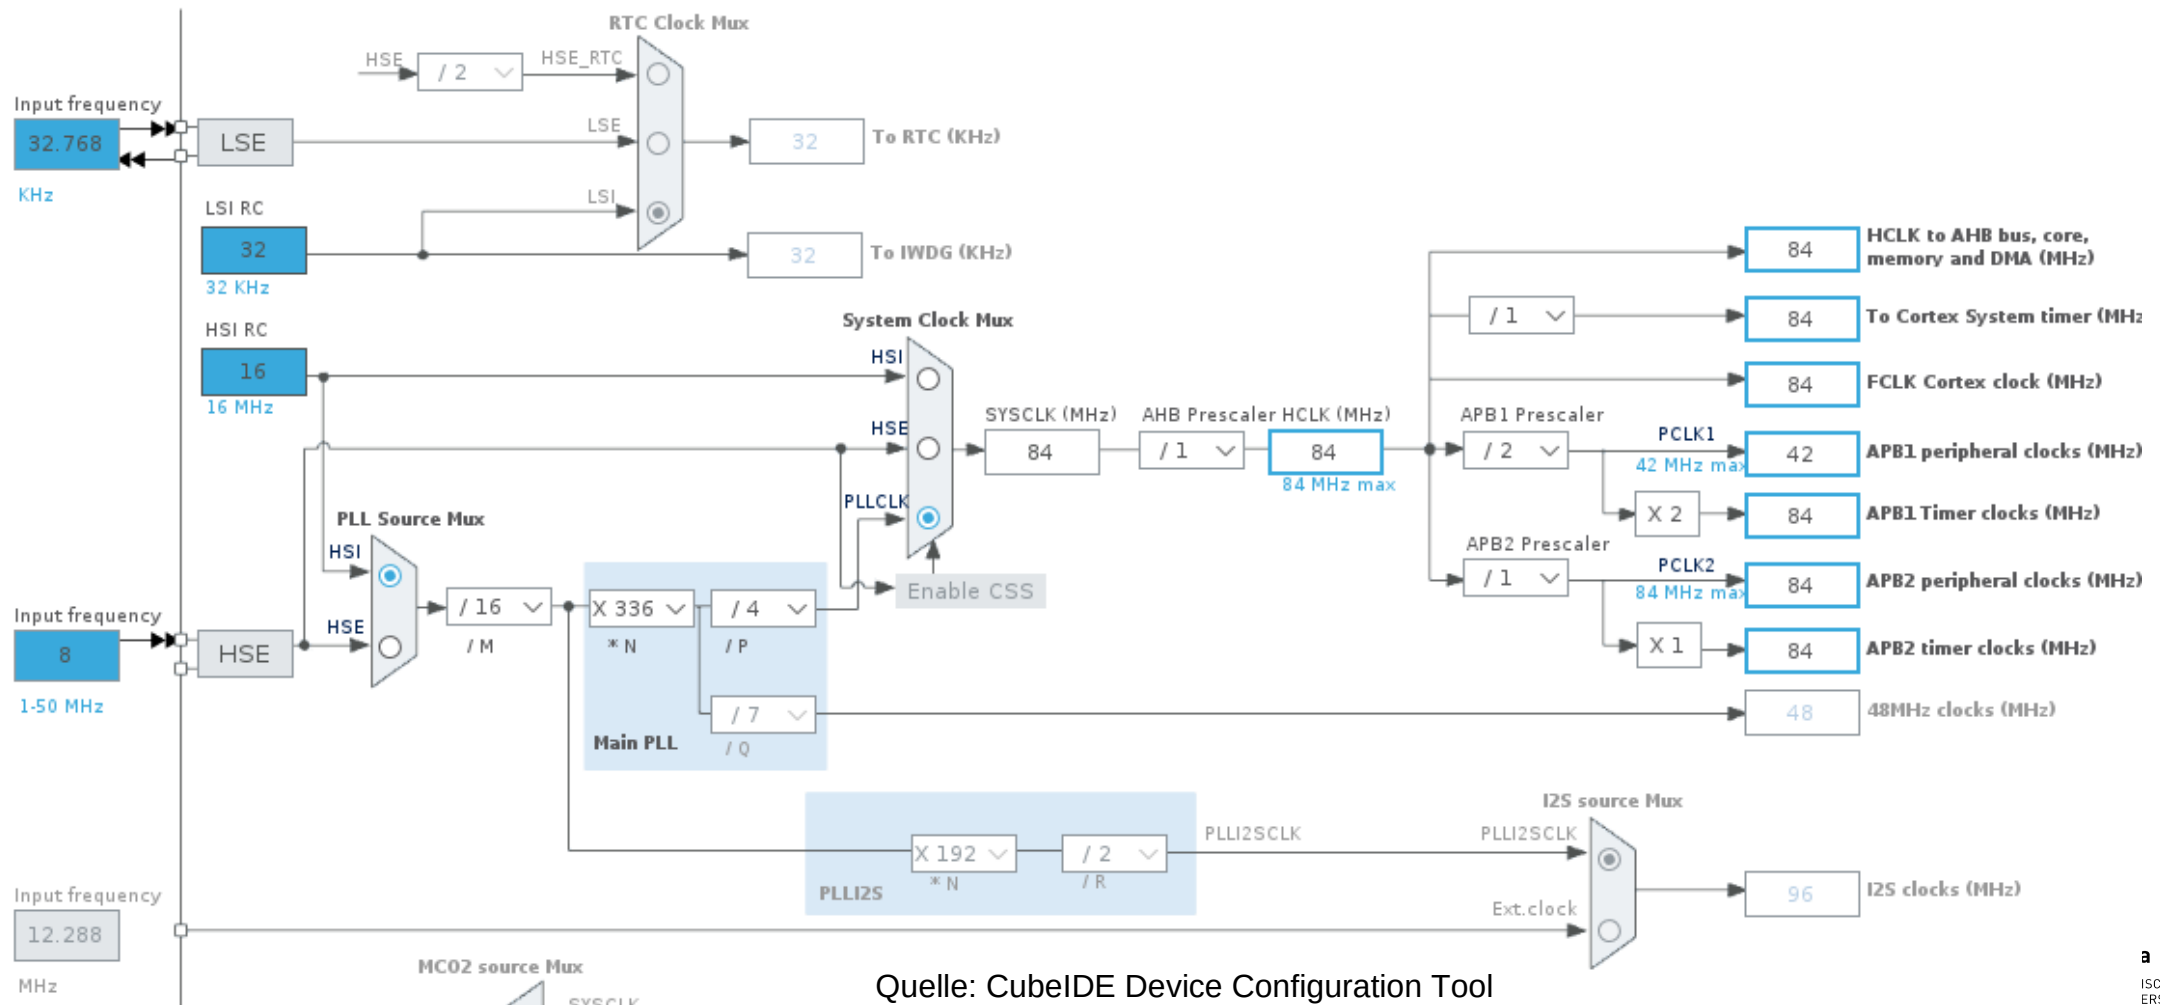 RTC Clock Mux
HSE
/ 2
HSE_RTC
Input frequency
32.768
KHz
LSE
LSE
32
To RTC (KHz)
LSI RC
32
32 KHz
LSI
32
To IWDG (KHz)
HSI RC
16
16 MHz
System Clock Mux
HSI
HSE
PLLCLK
Enable CSS
SYSCLK (MHz)
84
AHB Prescaler
/ 1
HCLK (MHz)
84
84 MHz max
84
HCLK to AHB bus, core,
memory and DMA (MHz)
/ 1
84
To Cortex System timer (MHz
84
FCLK Cortex clock (MHz)
APB1 Prescaler
/ 2
PCLK1
42 MHz max
42
APB1 peripheral clocks (MHz)
X 2
84
APB1 Timer clocks (MHz)
APB2 Prescaler
/ 1
PCLK2
84 MHz max
84
APB2 peripheral clocks (MHz)
X 1
84
APB2 timer clocks (MHz)
PLL Source Mux
HSI
HSE
Input frequency
8
1-50 MHz
HSE
/ 16
/ M
X 336
* N
/ 4
/ P
/ 7
/ Q
Main PLL
48
48MHz clocks (MHz)
X 192
* N
/ 2
/ R
PLLI2S
PLLI2SCLK
I2S source Mux
PLLI2SCLK
Ext.clock
96
I2S clocks (MHz)
Input frequency
12.288
MHz
MCO2 source Mux
SYSCLK
Quelle: CubeIDE Device Configuration Tool
a
ISC
ERS